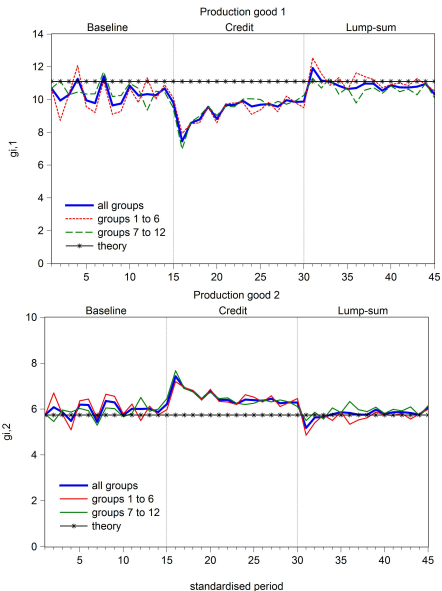 Production good 1
Baseline Credit Lump-sum
14
12
10
8
6
4
2
0
gi,1
all groups
groups 1 to 6
groups 7 to 12
theory
5 10 15 20 25 30 35 40 45
Production good 2
Baseline Credit Lump-sum
10
8
6
4
2
0
gi,2
all groups
groups 1 to 6
groups 7 to 12
theory
5 10 15 20 25 30 35 40 45
standardised period